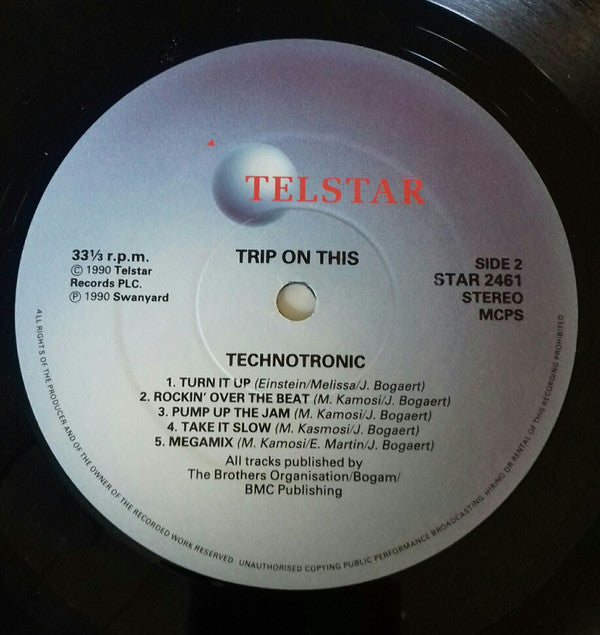 TELSTAR
33⅓ r.p.m.
© 1990 Telstar
Records PLC.
℗ 1990 Swanyard
TRIP ON THIS
SIDE 2
STAR 2461
STEREO
MCPS
TECHNOTRONIC
1. TURN IT UP (Einstein/Melissa/J. Bogaert)
2. ROCKIN' OVER THE BEAT (M. Kamosi/J. Bogaert)
3. PUMP UP THE JAM (M. Kamosi/J. Bogaert)
4. TAKE IT SLOW (M. Kasmosi/J. Bogaert)
5. MEGAMIX (M. Kamosi/E. Martin/J. Bogaert)
All tracks published by
The Brothers Organisation/Bogam/
BMC Publishing
ALL RIGHTS OF THE PRODUCER AND OF THE OWNER OF THE RECORDED WORK RESERVED UNAUTHORISED COPYING PUBLIC PERFORMANCE BROADCASTING HIRING OR RENTAL OF THIS RECORDING PROHIBITED